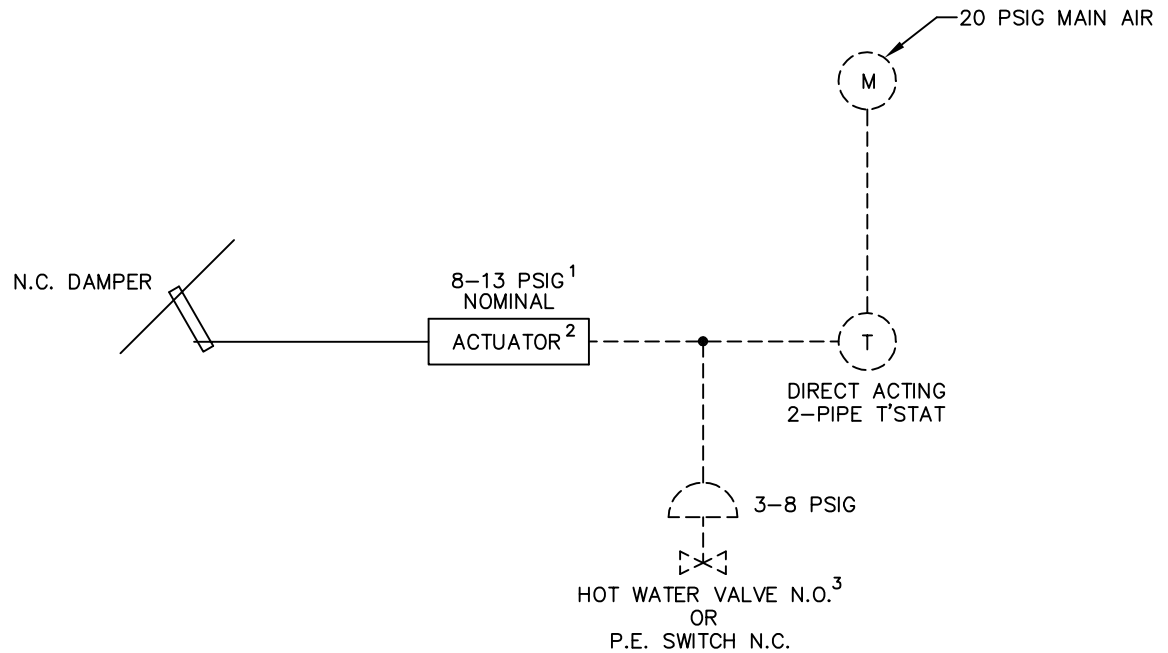 20 PSIG MAIN AIR
M
N.C. DAMPER
8-13 PSIG¹
NOMINAL
ACTUATOR²
T
DIRECT ACTING
2-PIPE T'STAT
3-8 PSIG
HOT WATER VALVE N.O.³
OR
P.E. SWITCH N.C.